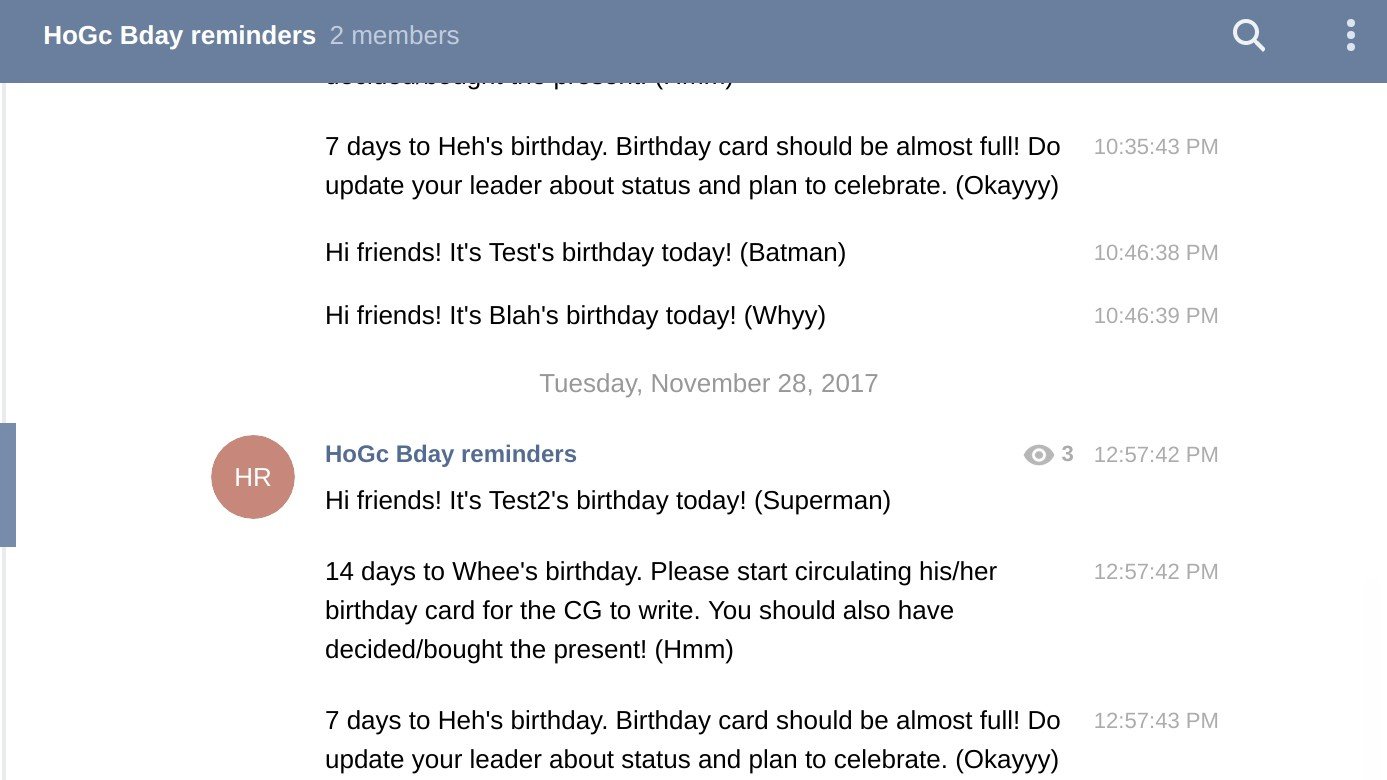 HoGc Bday reminders 2 members
decided/bought the present! (Hmm)
7 days to Heh's birthday. Birthday card should be almost full! Do 10:35:43 PM
update your leader about status and plan to celebrate. (Okayyy)
Hi friends! It's Test's birthday today! (Batman) 10:46:38 PM
Hi friends! It's Blah's birthday today! (Whyy) 10:46:39 PM
Tuesday, November 28, 2017
HR
HoGc Bday reminders 3 12:57:42 PM
Hi friends! It's Test2's birthday today! (Superman)
14 days to Whee's birthday. Please start circulating his/her 12:57:42 PM
birthday card for the CG to write. You should also have
decided/bought the present! (Hmm)
7 days to Heh's birthday. Birthday card should be almost full! Do 12:57:43 PM
update your leader about status and plan to celebrate. (Okayyy)